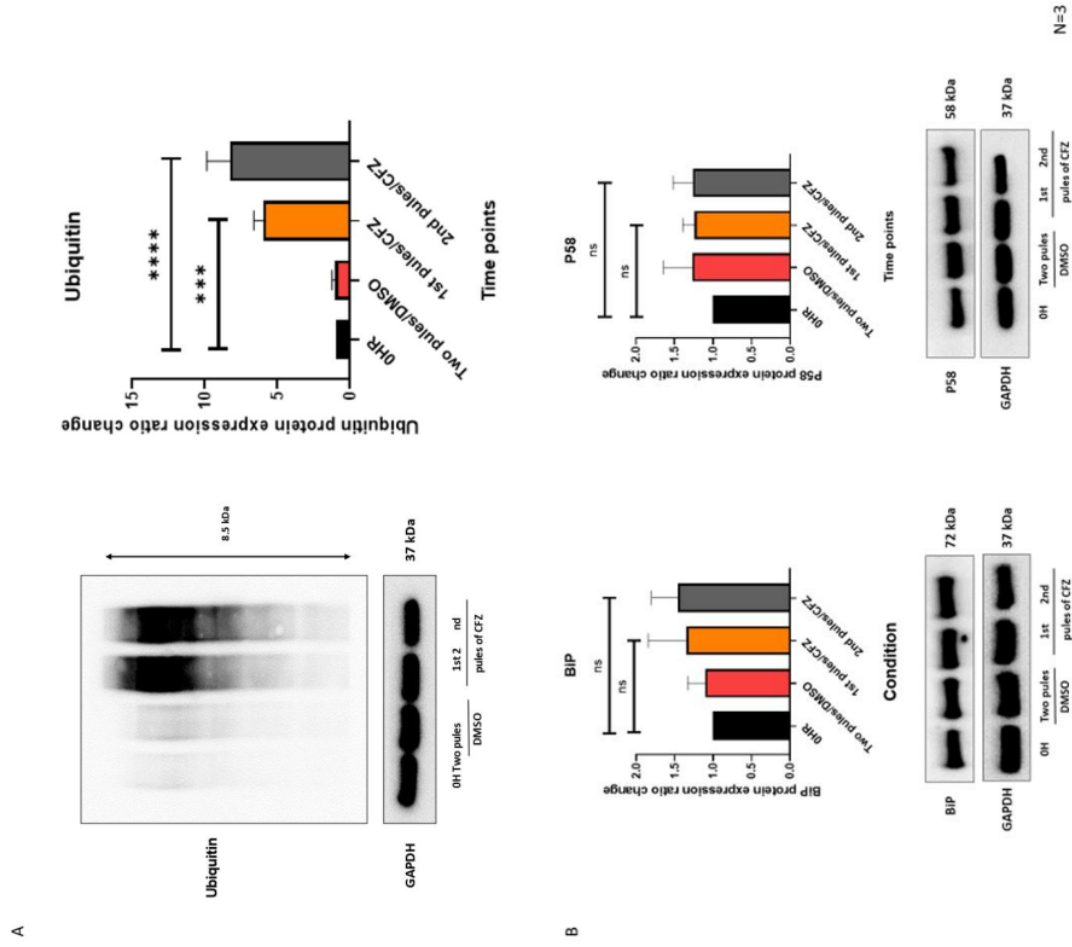 A
Ubiquitin
8.5 kDa
GAPDH
37 kDa
0H Two pules 1st 2 nd
DMSO pules of CFZ
Ubiquitin
****
***
15
10
5
0
Ubiquitin protein expression ratio change
0HR
Two pules/DMSO
1st pules/CFZ
2nd pules/CFZ
Time points
B
BiP
ns
ns
2.0
1.5
1.0
0.5
0.0
BiP protein expression ratio change
0HR
Two pules/DMSO
1st pules/CFZ
2nd pules/CFZ
Condition
BiP
72 kDa
GAPDH
37 kDa
0H Two pules 1st 2nd
DMSO pules of CFZ
P58
ns
ns
2.0
1.5
1.0
0.5
0.0
P58 protein expression ratio change
0HR
Two pules/DMSO
1st pules/CFZ
2nd pules/CFZ
Time points
P58
58 kDa
GAPDH
37 kDa
0H Two pules 1st 2nd
DMSO pules of CFZ
N=3